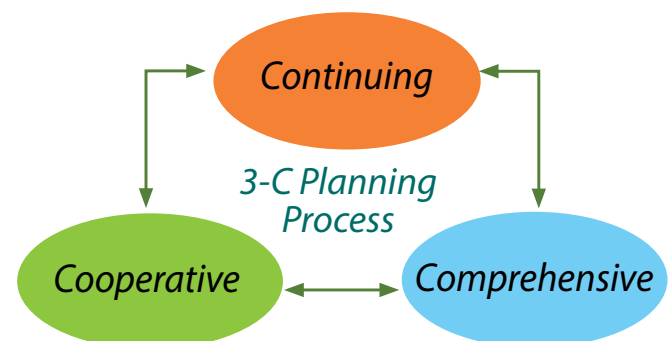 Continuing
3-C Planning
Process
Cooperative
Comprehensive